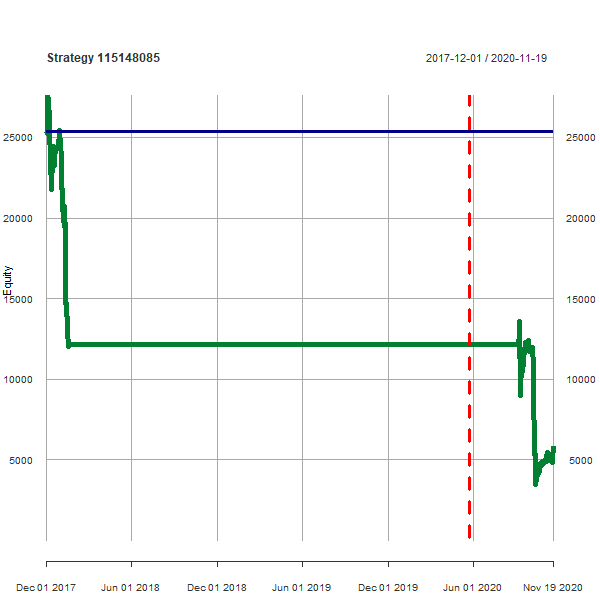 Strategy 115148085
2017-12-01 / 2020-11-19
Equity
25000
25000
20000
20000
15000
15000
10000
10000
5000
5000
Dec 01 2017
Jun 01 2018
Dec 01 2018
Jun 01 2019
Dec 01 2019
Jun 01 2020
Nov 19 2020